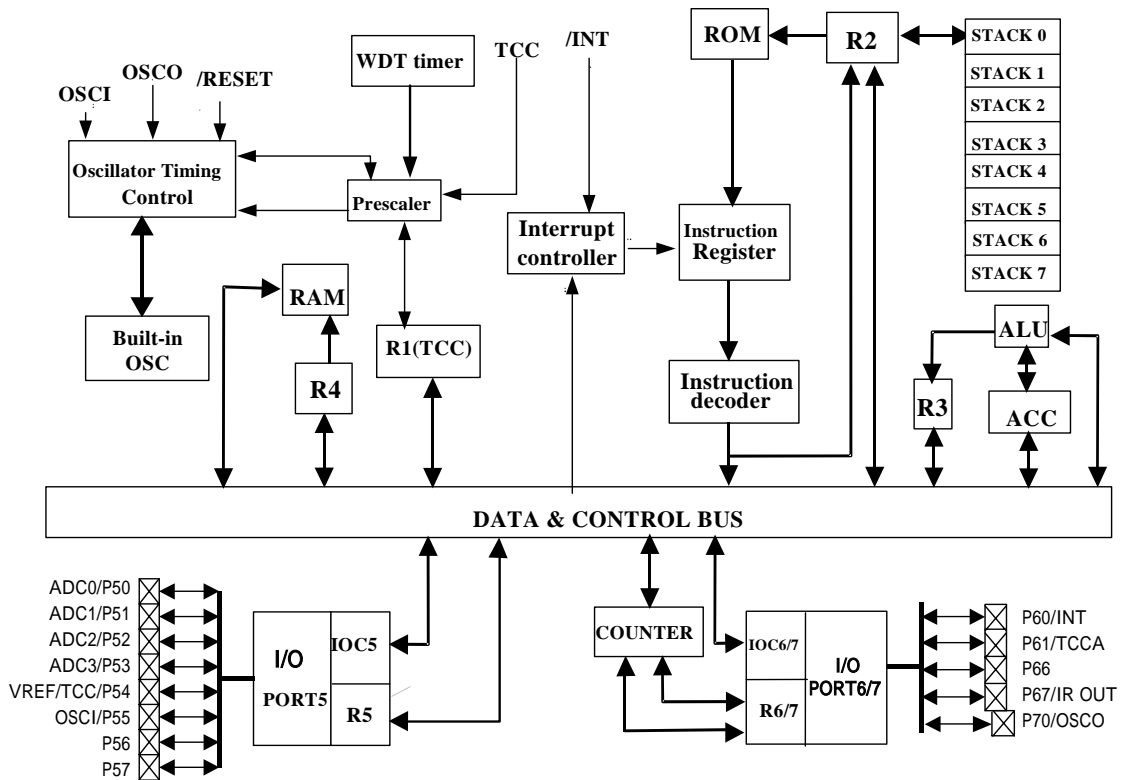 ROM
R2
STACK 0
STACK 1
STACK 2
STACK 3
STACK 4
STACK 5
STACK 6
STACK 7
WDT timer
TCC
/INT
OSCI
OSCO
/RESET
Oscillator Timing
Control
Prescaler
Interrupt
controller
Instruction
Register
Built-in
OSC
RAM
R4
R1(TCC)
Instruction
decoder
ALU
R3
ACC
DATA & CONTROL BUS
ADC0/P50
ADC1/P51
ADC2/P52
ADC3/P53
VREF/TCC/P54
OSCI/P55
P56
P57
I/O
PORT5
IOC5
R5
COUNTER
IOC6/7
R6/7
I/O
PORT6/7
P60/INT
P61/TCCA
P66
P67/IR OUT
P70/OSCO